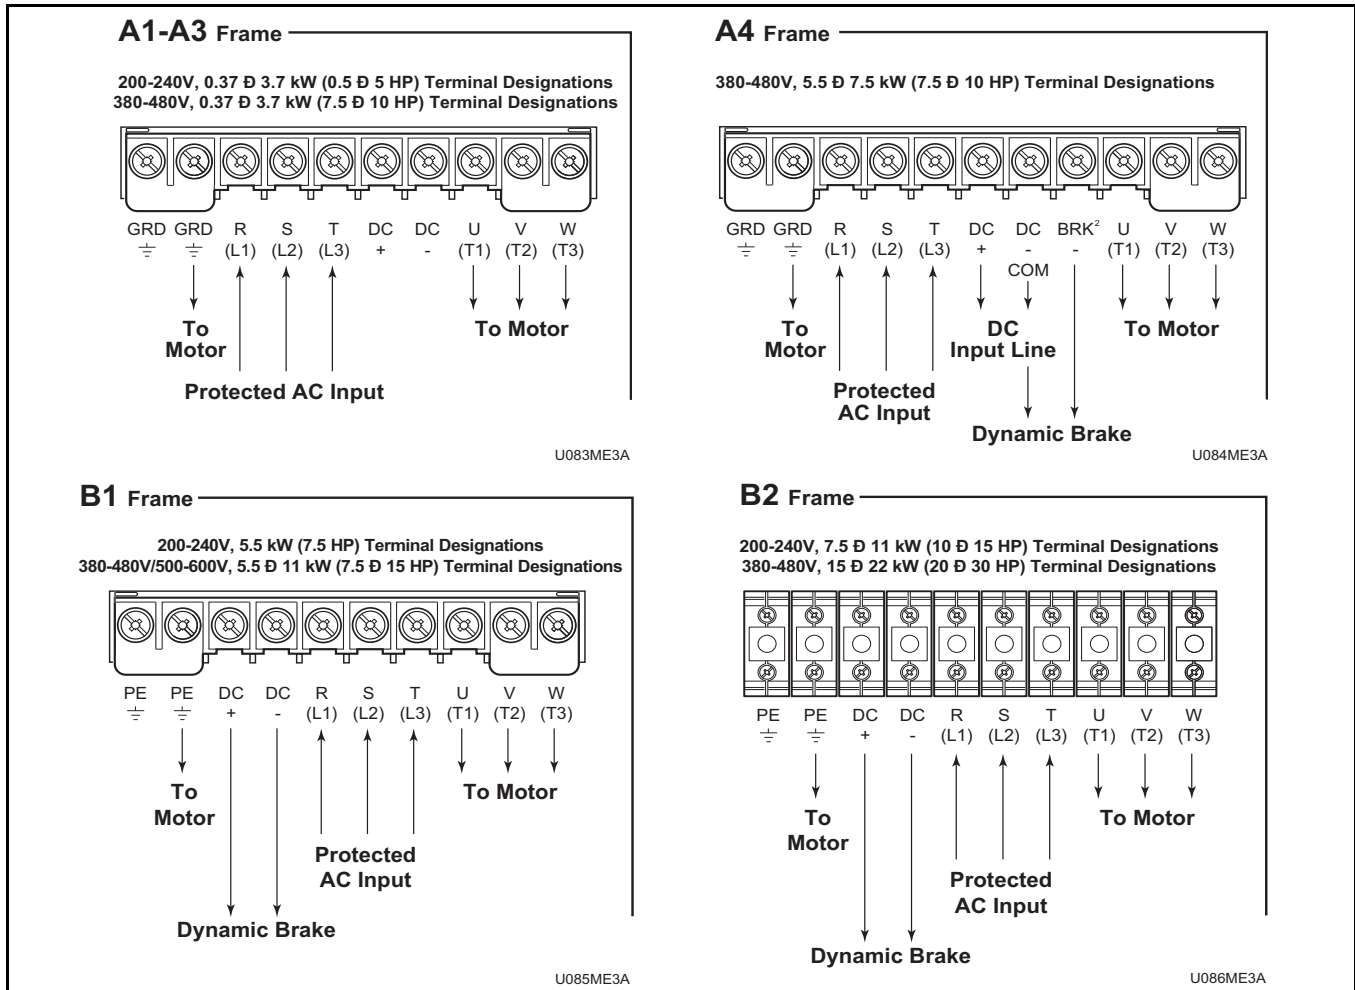 A1-A3 Frame
200-240V, 0.37 Ð 3.7 kW (0.5 Ð 5 HP) Terminal Designations
380-480V, 0.37 Ð 3.7 kW (7.5 Ð 10 HP) Terminal Designations
GRD GRD R S T DC DC U V W
(L1) (L2) (L3) + - (T1) (T2) (T3)
To Motor
To Motor
Protected AC Input
U083ME3A
A4 Frame
380-480V, 5.5 Ð 7.5 kW (7.5 Ð 10 HP) Terminal Designations
GRD GRD R S T DC DC BRK² U V W
(L1) (L2) (L3) + - - (T1) (T2) (T3)
COM
To
Motor
DC
Input Line
To Motor
Protected
AC Input
Dynamic Brake
U084ME3A
B1 Frame
200-240V, 5.5 kW (7.5 HP) Terminal Designations
380-480V/500-600V, 5.5 Ð 11 kW (7.5 Ð 15 HP) Terminal Designations
PE PE DC DC R S T U V W
+ - (L1) (L2) (L3) (T1) (T2) (T3)
To
Motor
To Motor
Protected
AC Input
Dynamic Brake
U085ME3A
B2 Frame
200-240V, 7.5 Ð 11 kW (10 Ð 15 HP) Terminal Designations
380-480V, 15 Ð 22 kW (20 Ð 30 HP) Terminal Designations
PE PE DC DC R S T U V W
+ - (L1) (L2) (L3) (T1) (T2) (T3)
To
Motor
To Motor
Protected
AC Input
Dynamic Brake
U086ME3A